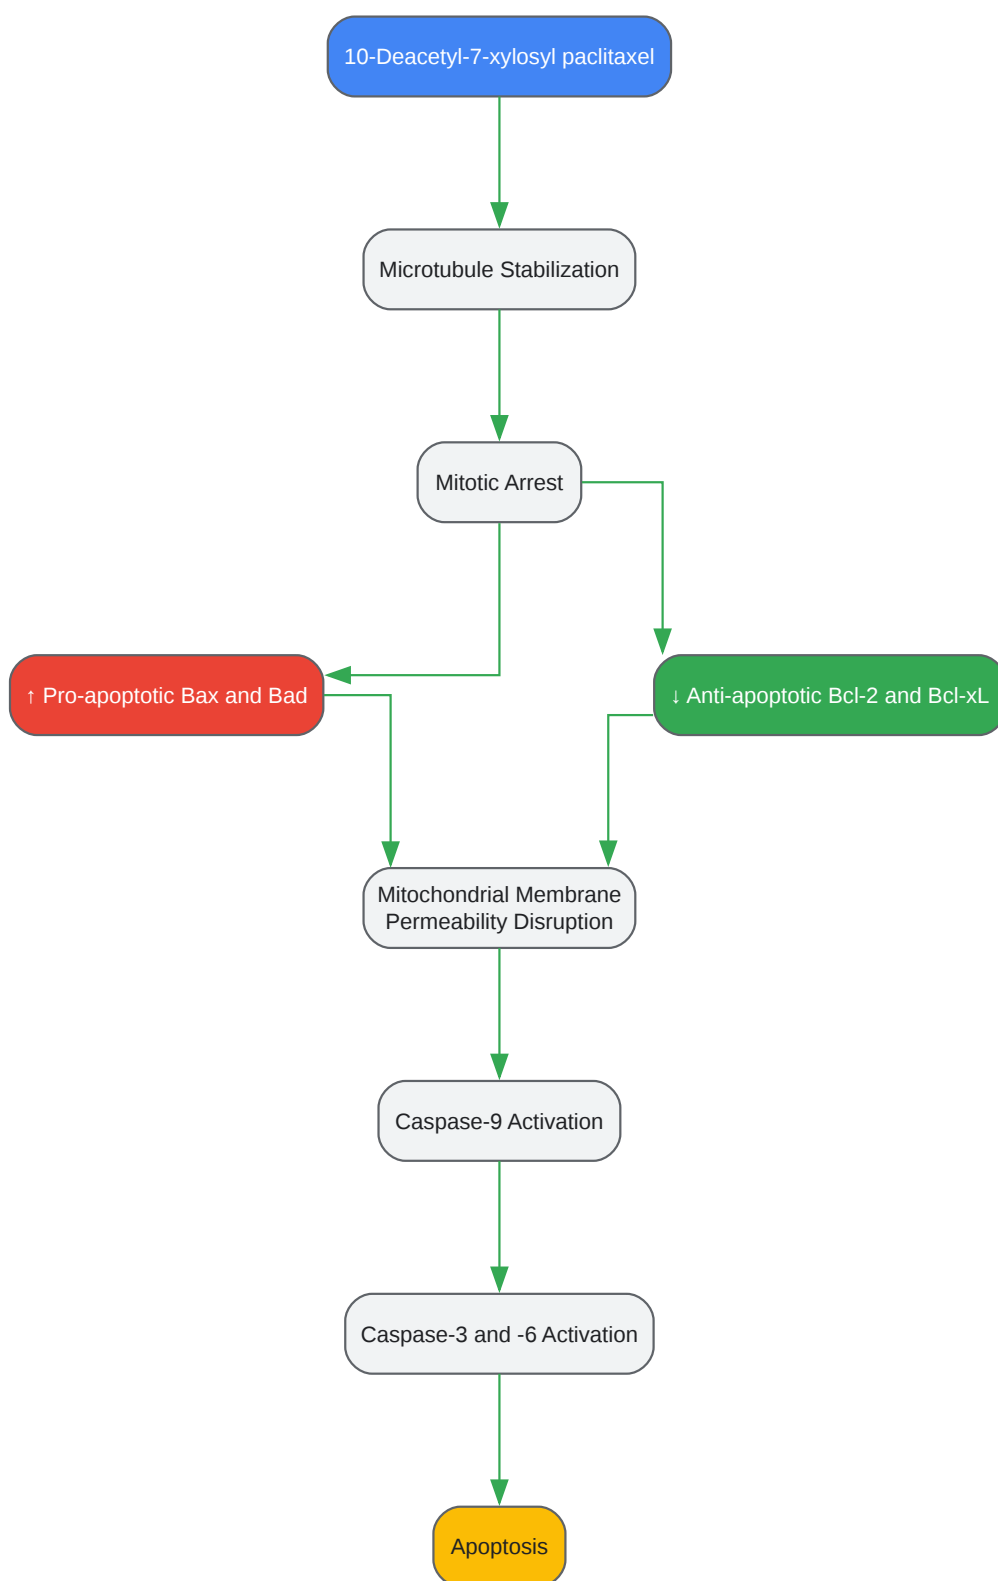 10-Deacetyl-7-xylosyl paclitaxel
Microtubule Stabilization
Mitotic Arrest
↑ Pro-apoptotic Bax and Bad
↓ Anti-apoptotic Bcl-2 and Bcl-xL
Mitochondrial Membrane
Permeability Disruption
Caspase-9 Activation
Caspase-3 and -6 Activation
Apoptosis